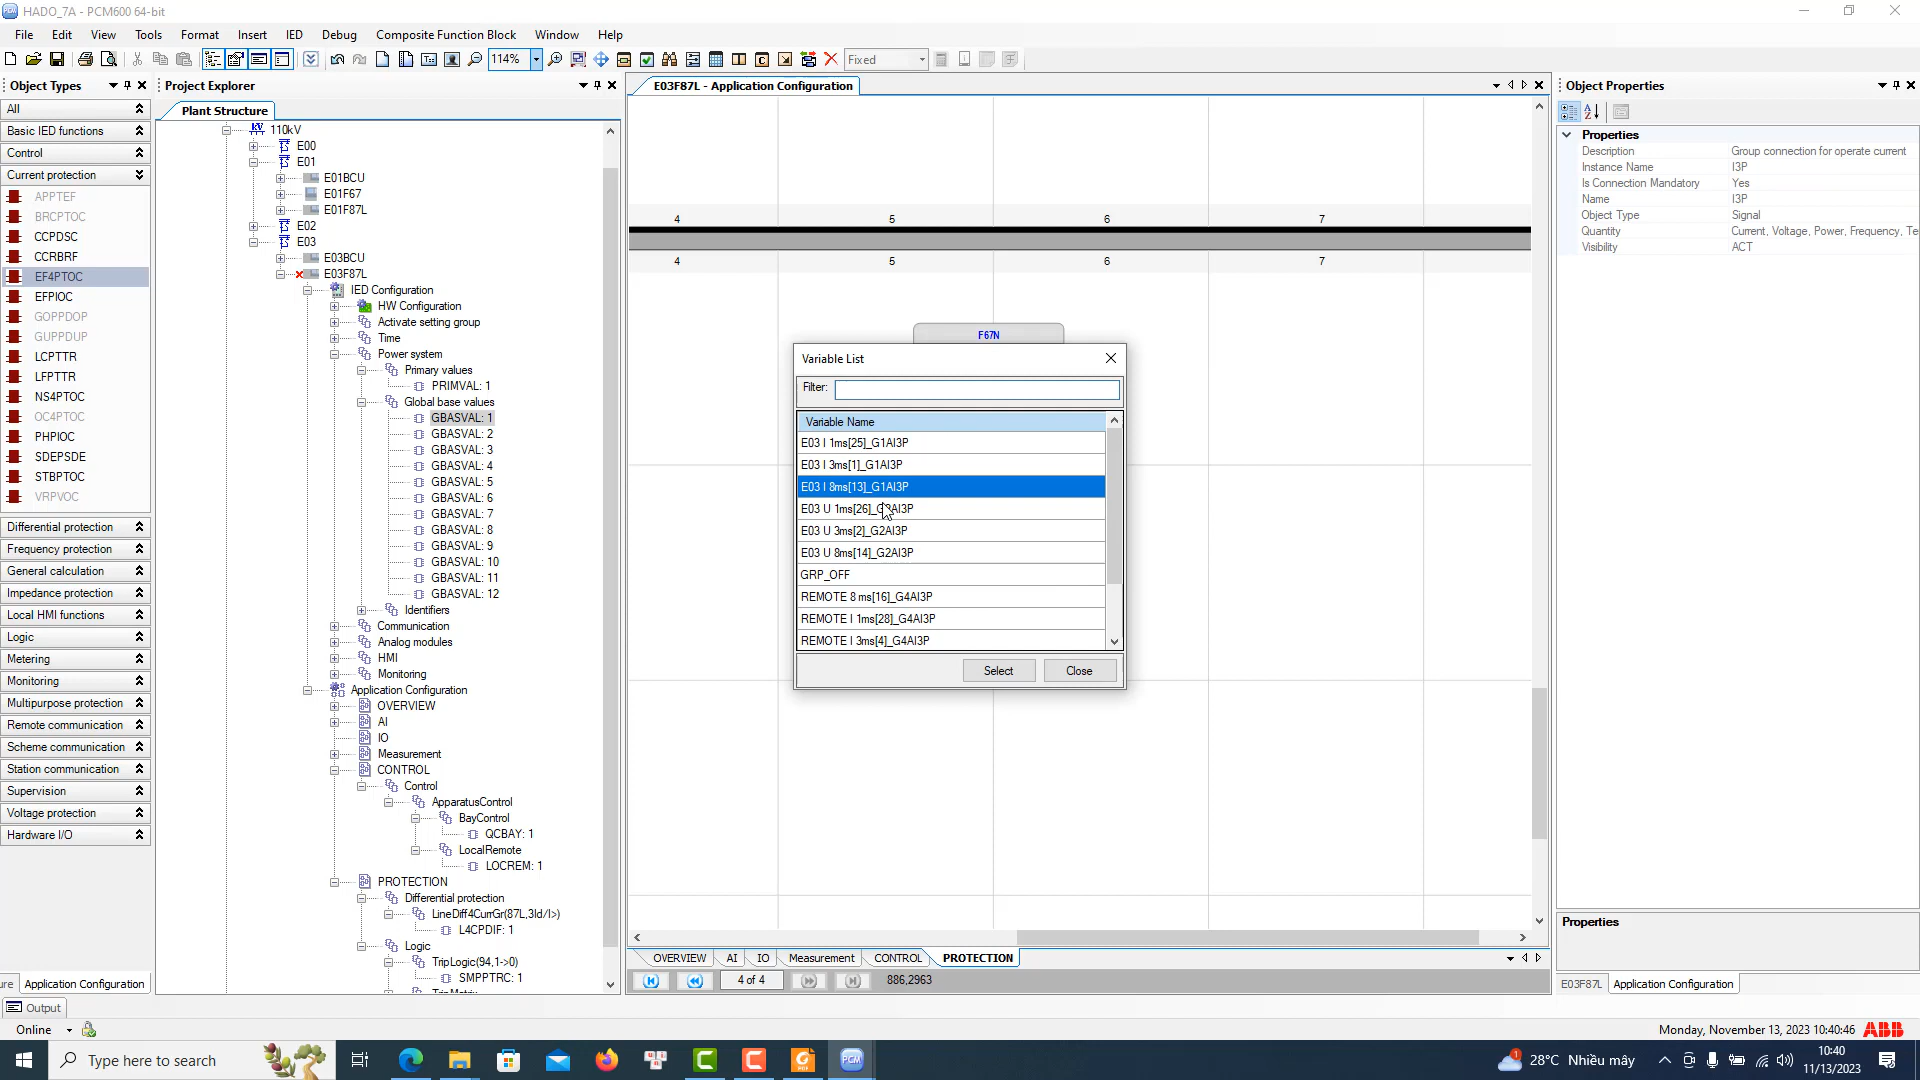 HADO_7A - PCM600 64-bit
File Edit View Tools Format Insert IED Debug Composite Function Block Window Help
114%
Fixed
Object Types
All
Basic IED functions
Control
Current protection
APPTEF
BRCPTOC
CCPDSC
CCRBRF
EF4PTOC
EFPIOC
GOPPDOP
GUPPDUP
LCPTTR
LFPTTR
NS4PTOC
OC4PTOC
PHPIOC
SDEPSDE
STBPTOC
VRPVOC
Differential protection
Frequency protection
General calculation
Impedance protection
Local HMI functions
Logic
Metering
Monitoring
Multipurpose protection
Remote communication
Scheme communication
Station communication
Supervision
Voltage protection
Hardware I/O
ure Application Configuration
Project Explorer
Plant Structure
110kV
E00
E01
E01BCU
E01F67
E01F87L
E02
E03
E03BCU
E03F87L
IED Configuration
HW Configuration
Activate setting group
Time
Power system
Primary values
PRIMVAL: 1
Global base values
GBASVAL: 1
GBASVAL: 2
GBASVAL: 3
GBASVAL: 4
GBASVAL: 5
GBASVAL: 6
GBASVAL: 7
GBASVAL: 8
GBASVAL: 9
GBASVAL: 10
GBASVAL: 11
GBASVAL: 12
Identifiers
Communication
Analog modules
HMI
Monitoring
Application Configuration
OVERVIEW
AI
IO
Measurement
CONTROL
Control
ApparatusControl
BayControl
QCBAY: 1
LocalRemote
LOCREM: 1
PROTECTION
Differential protection
LineDiff4CurrGr(87L,3Id/I>)
L4CPDIF: 1
Logic
TripLogic(94,1->0)
SMPPTRC: 1
E03F87L - Application Configuration
4 5 6 7
4 5 6 7
F67N
Variable List
Filter:
Variable Name
E03 I 1ms[25]_G1AI3P
E03 I 3ms[1]_G1AI3P
E03 I 8ms[13]_G1AI3P
E03 U 1ms[26]_G2AI3P
E03 U 3ms[2]_G2AI3P
E03 U 8ms[14]_G2AI3P
GRP_OFF
REMOTE 8 ms[16]_G4AI3P
REMOTE I 1ms[28]_G4AI3P
REMOTE I 3ms[4]_G4AI3P
Select Close
OVERVIEW AI IO Measurement CONTROL PROTECTION
4 of 4
886,2963
Object Properties
Properties
Description Group connection for operate current
Instance Name I3P
Is Connection Mandatory Yes
Name I3P
Object Type Signal
Quantity Current, Voltage, Power, Frequency, Te
Visibility ACT
Properties
E03F87L Application Configuration
Output
Online
Monday, November 13, 2023 10:40:46 ABB
Type here to search
PCM
1
28°C Nhiều mây
10:40
11/13/2023